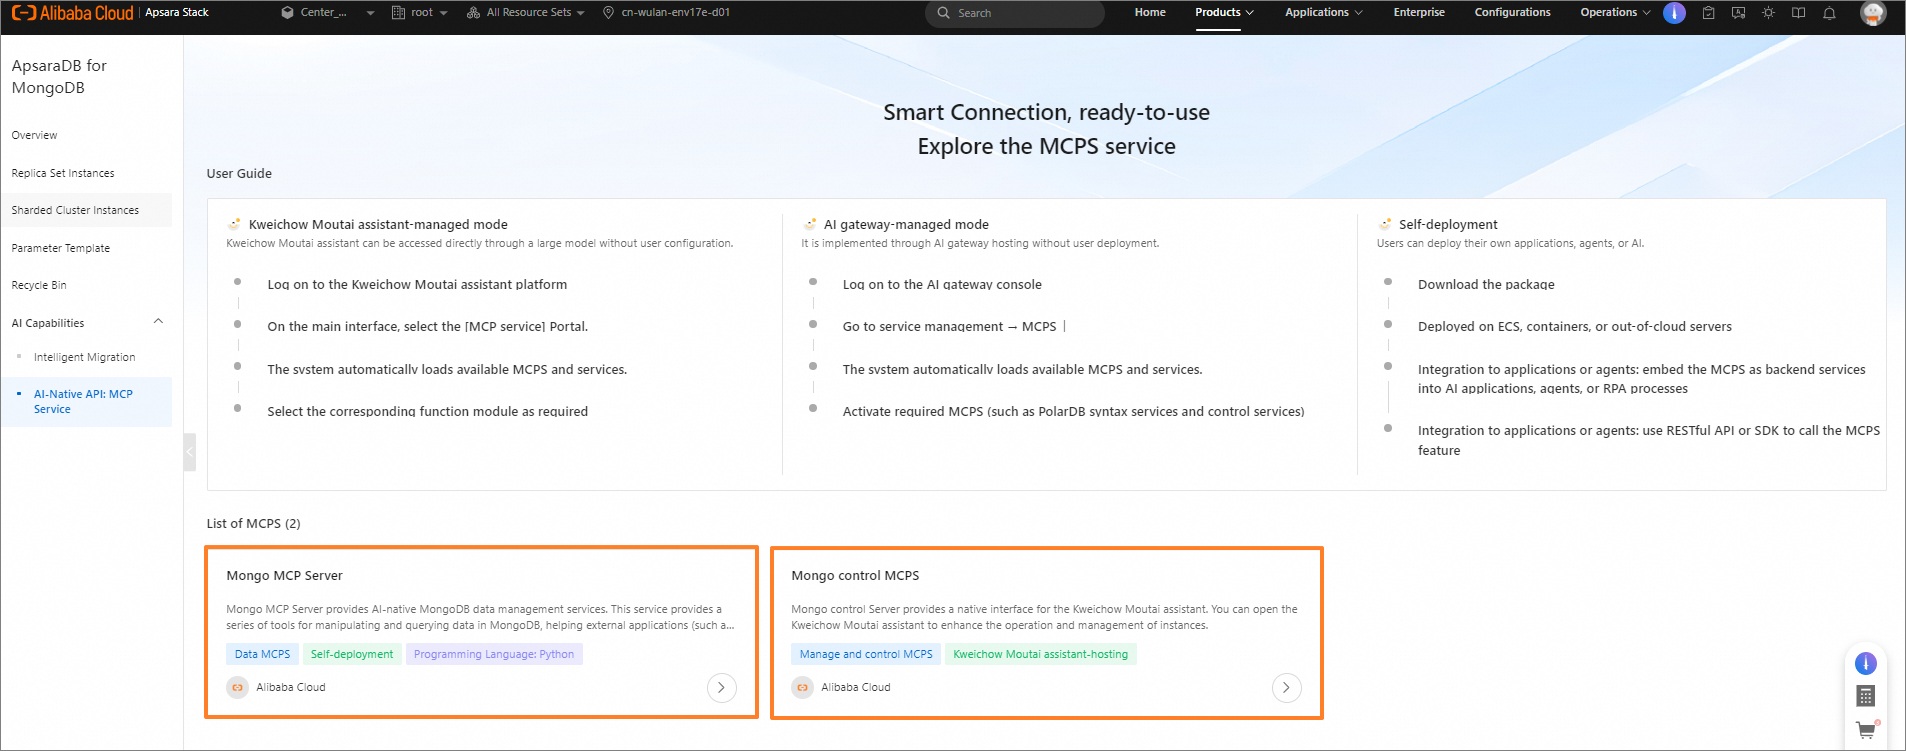 Alibaba Cloud | Apsara Stack
Center_...
root
All Resource Sets
cn-wulan-env17e-d01
Search
Home
Products
Applications
Enterprise
Configurations
Operations
ApsaraDB for
MongoDB
Overview
Replica Set Instances
Sharded Cluster Instances
Parameter Template
Recycle Bin
AI Capabilities
Intelligent Migration
AI-Native API: MCP
Service
Smart Connection, ready-to-use
Explore the MCPS service
User Guide
Kweichow Moutai assistant-managed mode
Kweichow Moutai assistant can be accessed directly through a large model without user configuration.
Log on to the Kweichow Moutai assistant platform
On the main interface, select the [MCP service] Portal.
The system automatically loads available MCPS and services.
Select the corresponding function module as required
AI gateway-managed mode
It is implemented through AI gateway hosting without user deployment.
Log on to the AI gateway console
Go to service management → MCPS |
The system automatically loads available MCPS and services.
Activate required MCPS (such as PolarDB syntax services and control services)
Self-deployment
Users can deploy their own applications, agents, or AI.
Download the package
Deployed on ECS, containers, or out-of-cloud servers
Integration to applications or agents: embed the MCPS as backend services
into AI applications, agents, or RPA processes
Integration to applications or agents: use RESTful API or SDK to call the MCPS
feature
List of MCPS (2)
Mongo MCP Server
Mongo MCP Server provides AI-native MongoDB data management services. This service provides a
series of tools for manipulating and querying data in MongoDB, helping external applications (such a...
Data MCPS
Self-deployment
Programming Language: Python
Alibaba Cloud
Mongo control MCPS
Mongo control Server provides a native interface for the Kweichow Moutai assistant. You can open the
Kweichow Moutai assistant to enhance the operation and management of instances.
Manage and control MCPS
Kweichow Moutai assistant-hosting
Alibaba Cloud